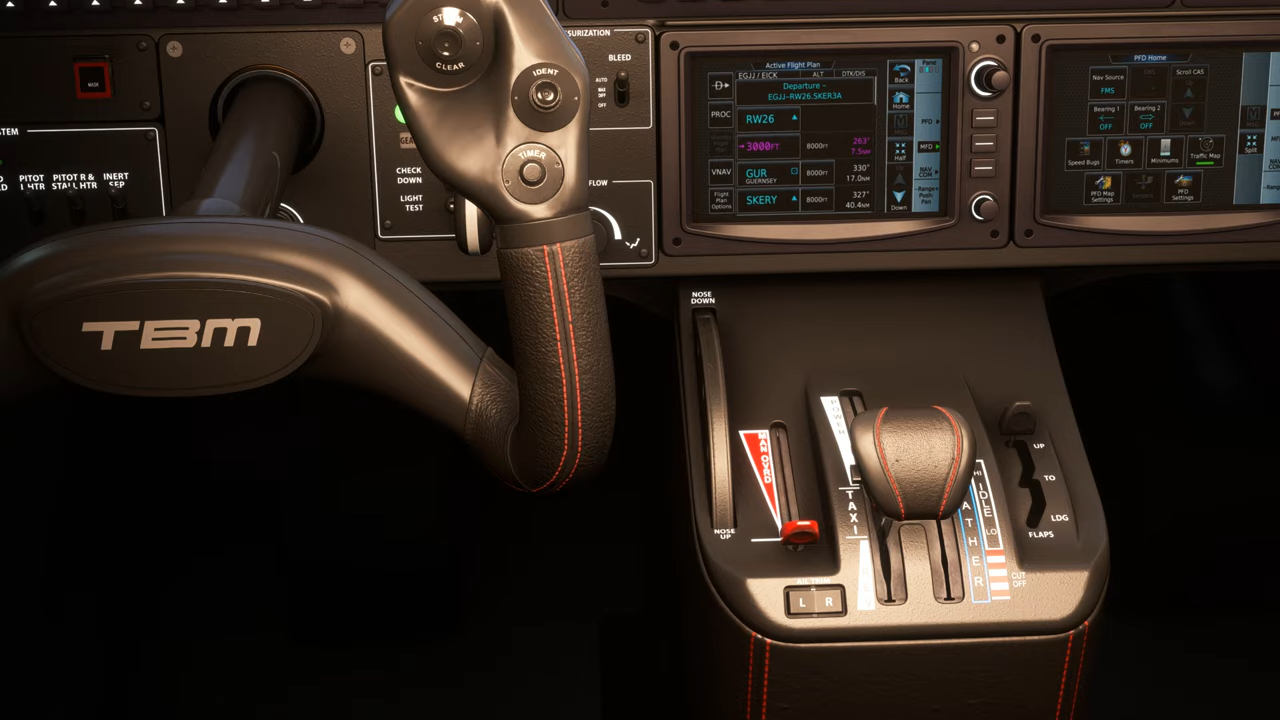 MASK
PITOT L HTR
PITOT R & STALL HTR
INERT SEP
CLEAR
IDENT
TIMER
CHECK DOWN
LIGHT TEST
BLEED
AUTO
OFF
FLOW
TBM
Active Flight Plan
EGJJ / EICK
ALT
DTK/DIS
Departure –
EGJJ–RW26.SKER3A
PROC
RW26
3000FT
8000FT
263°
7.5NM
VNAV
GUR
GUERNSEY
8000FT
330°
17.0NM
Flight Plan Options
SKERY
8000FT
327°
40.4NM
Back
Home
Half
Down
PFD
MFD
NAV COM
PFD Home
Nav Source
FMS
Scroll CAS
Bearing 1
OFF
Bearing 2
OFF
Speed Bugs
Timers
Minimums
Traffic Map
PFD Map Settings
PFD Settings
Split
NOSE DOWN
NOSE UP
MAN OVRD
POWER
TAXI
HI
IDLE
LO
CUT OFF
L
R
UP
TO
LDG
FLAPS